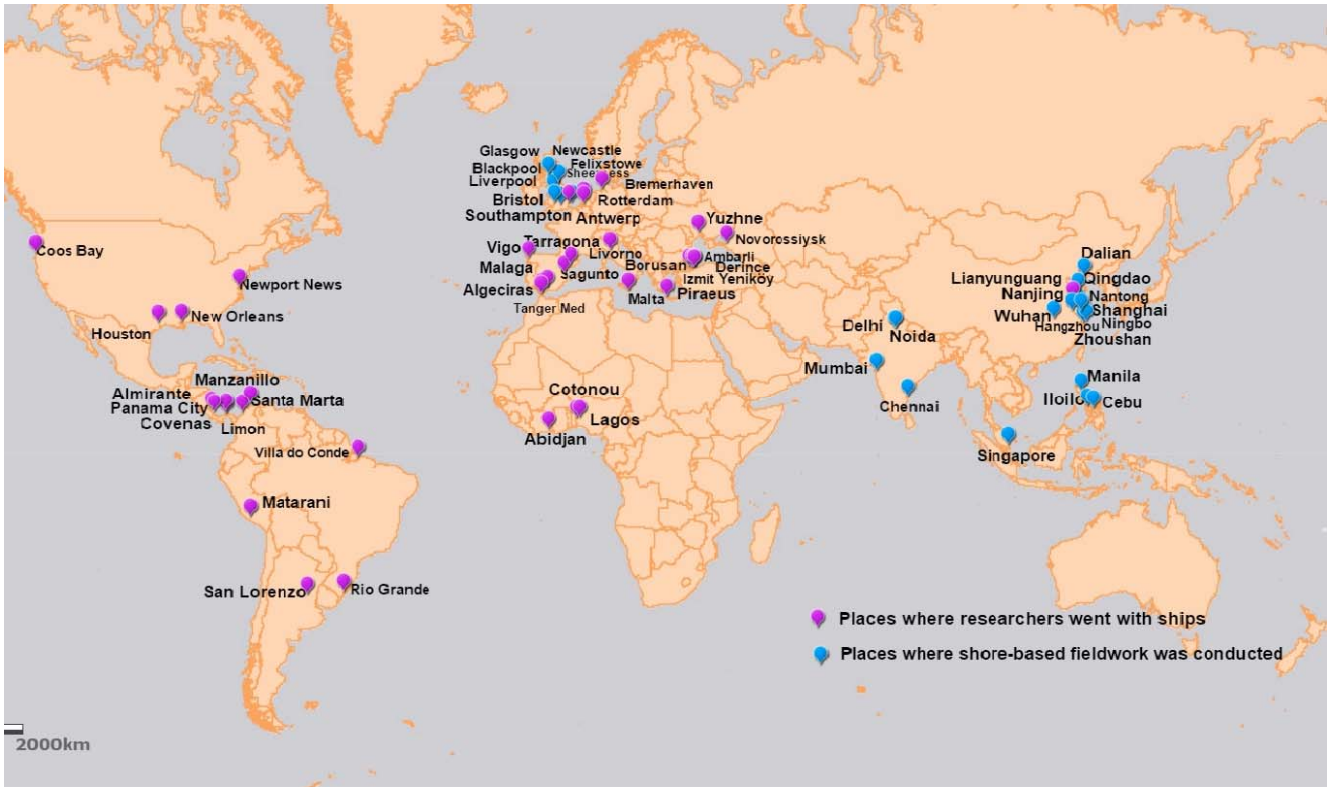 Glasgow
Newcastle
Blackpool
Felixstowe
Liverpool
Bremerhaven
Bristol
Rotterdam
Southampton
Antwerp
Yuzhne
Novorossiysk
Vigo
Tarragona
Livorno
Ambarli
Malaga
Sagunto
Borusan
Derince
Izmit Yeniköy
Algeciras
Malta
Piraeus
Tanger Med
Coos Bay
Newport News
Houston
New Orleans
Dalian
Lianyunguang
Qingdao
Nanjing
Nantong
Wuhan
Shanghai
Hangzhou
Ningbo
Zhoushan
Delhi
Noida
Mumbai
Chennai
Manila
Iloilo
Cebu
Singapore
Manzanillo
Almirante
Santa Marta
Panama City
Covenas
Limon
Cotonou
Lagos
Abidjan
Villa do Conde
Matarani
San Lorenzo
Rio Grande
Places where researchers went with ships
Places where shore-based fieldwork was conducted
2000km